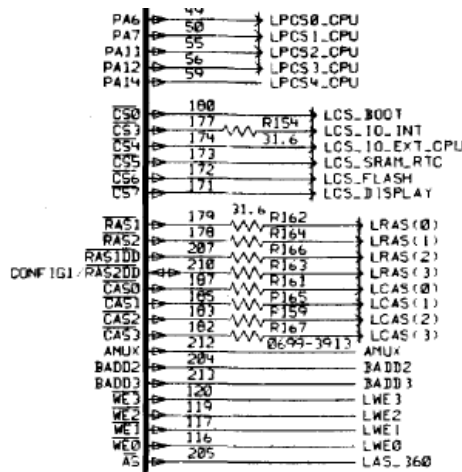 PA6 49 LPCS0_CPU
PA7 50 LPCS1_CPU
PA11 55 LPCS2_CPU
PA12 56 LPCS3_CPU
PA14 59 LPCS4_CPU
CS0 180 LCS_BOOT
CS3 177 R154 LCS_IO_INT
CS4 174 31.6 LCS_IO_EXT_CPU
CS5 173 LCS_SRAM_RTC
CS6 172 LCS_FLASH
CS7 171 LCS_DISPLAY
31.6
RAS1 179 R162 LRAS(0)
RAS2 178 R164 LRAS(1)
RAS1DD 207 R166 LRAS(2)
CONFIG1/RAS2DD 210 R163 LRAS(3)
CAS0 187 R161 LCAS(0)
CAS1 185 R165 LCAS(1)
CAS2 183 R159 LCAS(2)
CAS3 182 R167 LCAS(3)
0699-3913
AMUX 212 AMUX
BADD2 204 BADD2
BADD3 213 BADD3
WE3 120 LWE3
WE2 119 LWE2
WE1 117 LWE1
WE0 116 LWE0
AS 205 LAS_360